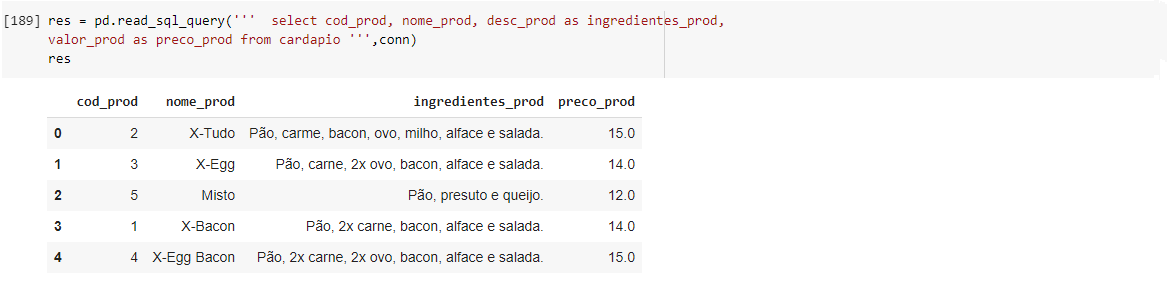 [189] res = pd.read_sql_query('''  select cod_prod, nome_prod, desc_prod as ingredientes_prod,
valor_prod as preco_prod from cardapio ''',conn)
res
cod_prod nome_prod ingredientes_prod preco_prod
0 2 X-Tudo Pão, carme, bacon, ovo, milho, alface e salada. 15.0
1 3 X-Egg Pão, carne, 2x ovo, bacon, alface e salada. 14.0
2 5 Misto Pão, presuto e queijo. 12.0
3 1 X-Bacon Pão, 2x carne, bacon, alface e salada. 14.0
4 4 X-Egg Bacon Pão, 2x carne, 2x ovo, bacon, alface e salada. 15.0